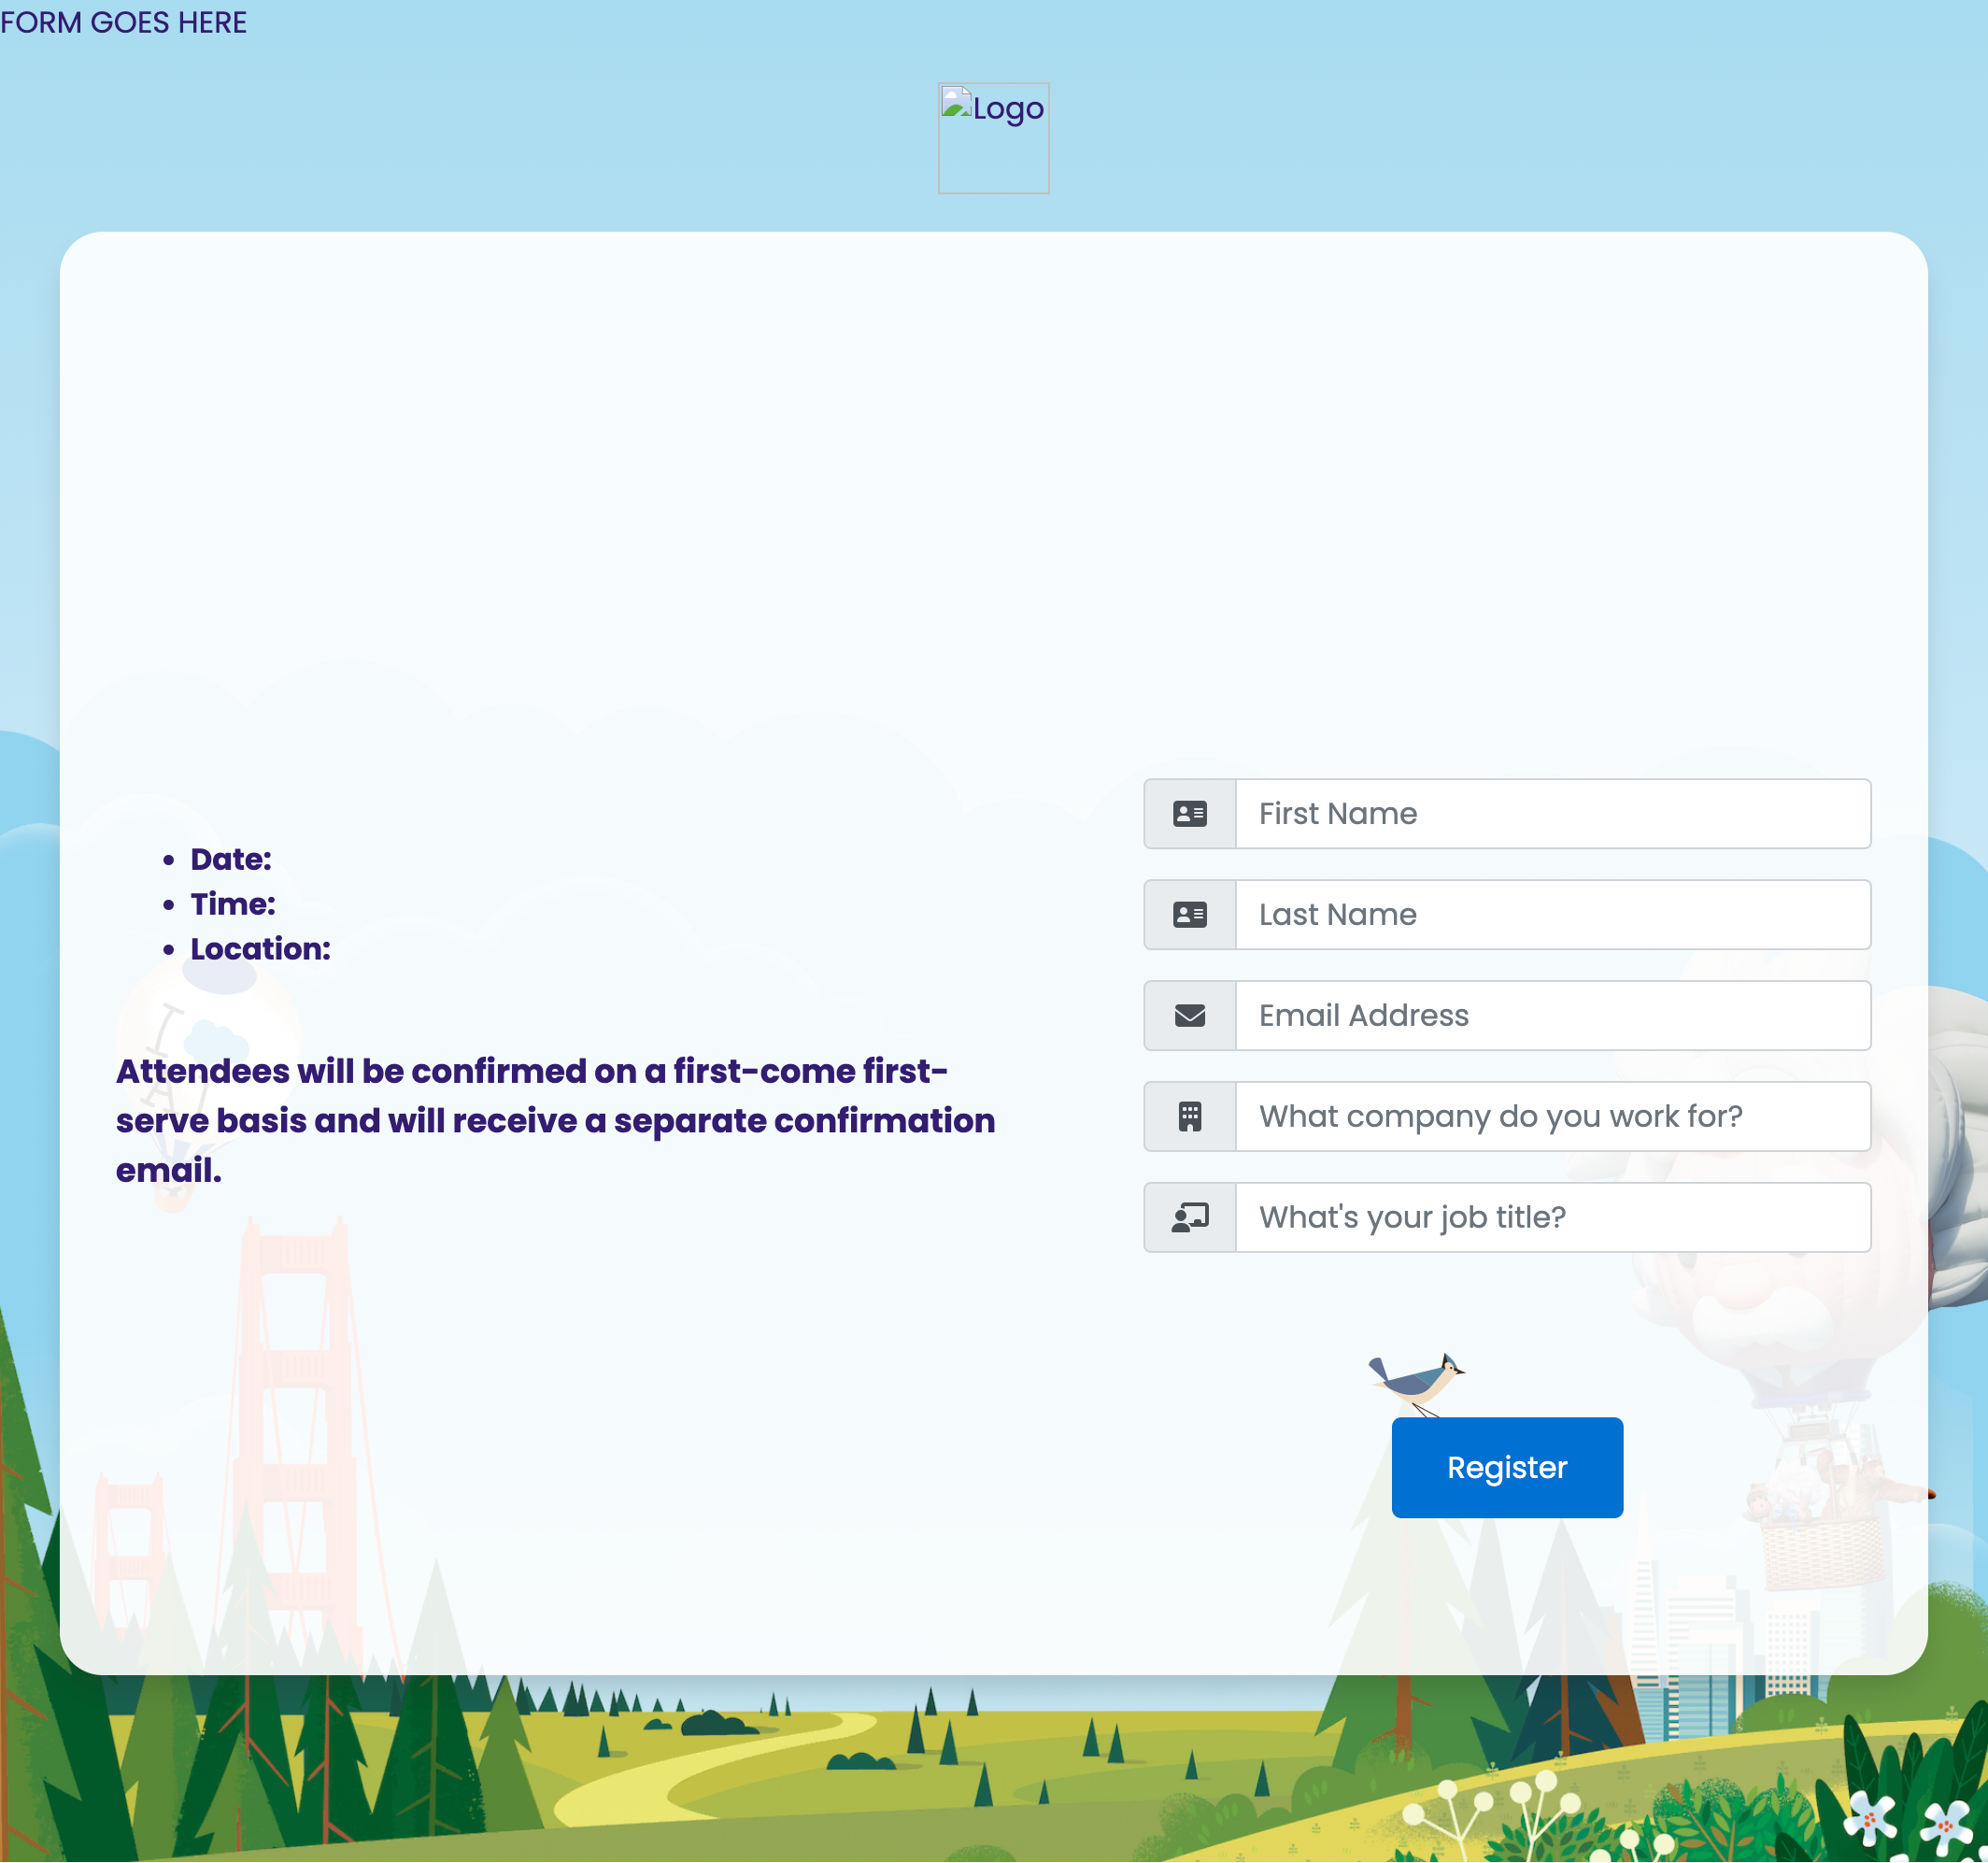 FORM GOES HERE
Logo
• Date:
• Time:
• Location:
Attendees will be confirmed on a first-come first-
serve basis and will receive a separate confirmation
email.
First Name
Last Name
Email Address
What company do you work for?
What's your job title?
Register
I
AI